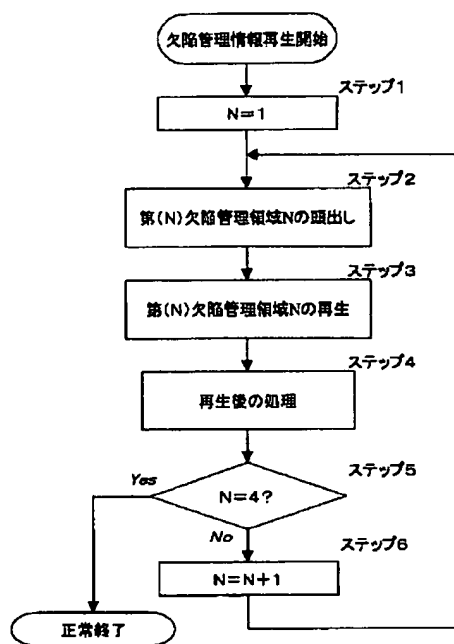 欠陥管理情報再生開始
ステップ1
N=1
ステップ2
第(N)欠陥管理領域Nの頭出し
ステップ3
第(N)欠陥管理領域Nの再生
ステップ4
再生後の処理
ステップ5
N=4?
Yes
No
ステップ6
N=N+1
正常終了